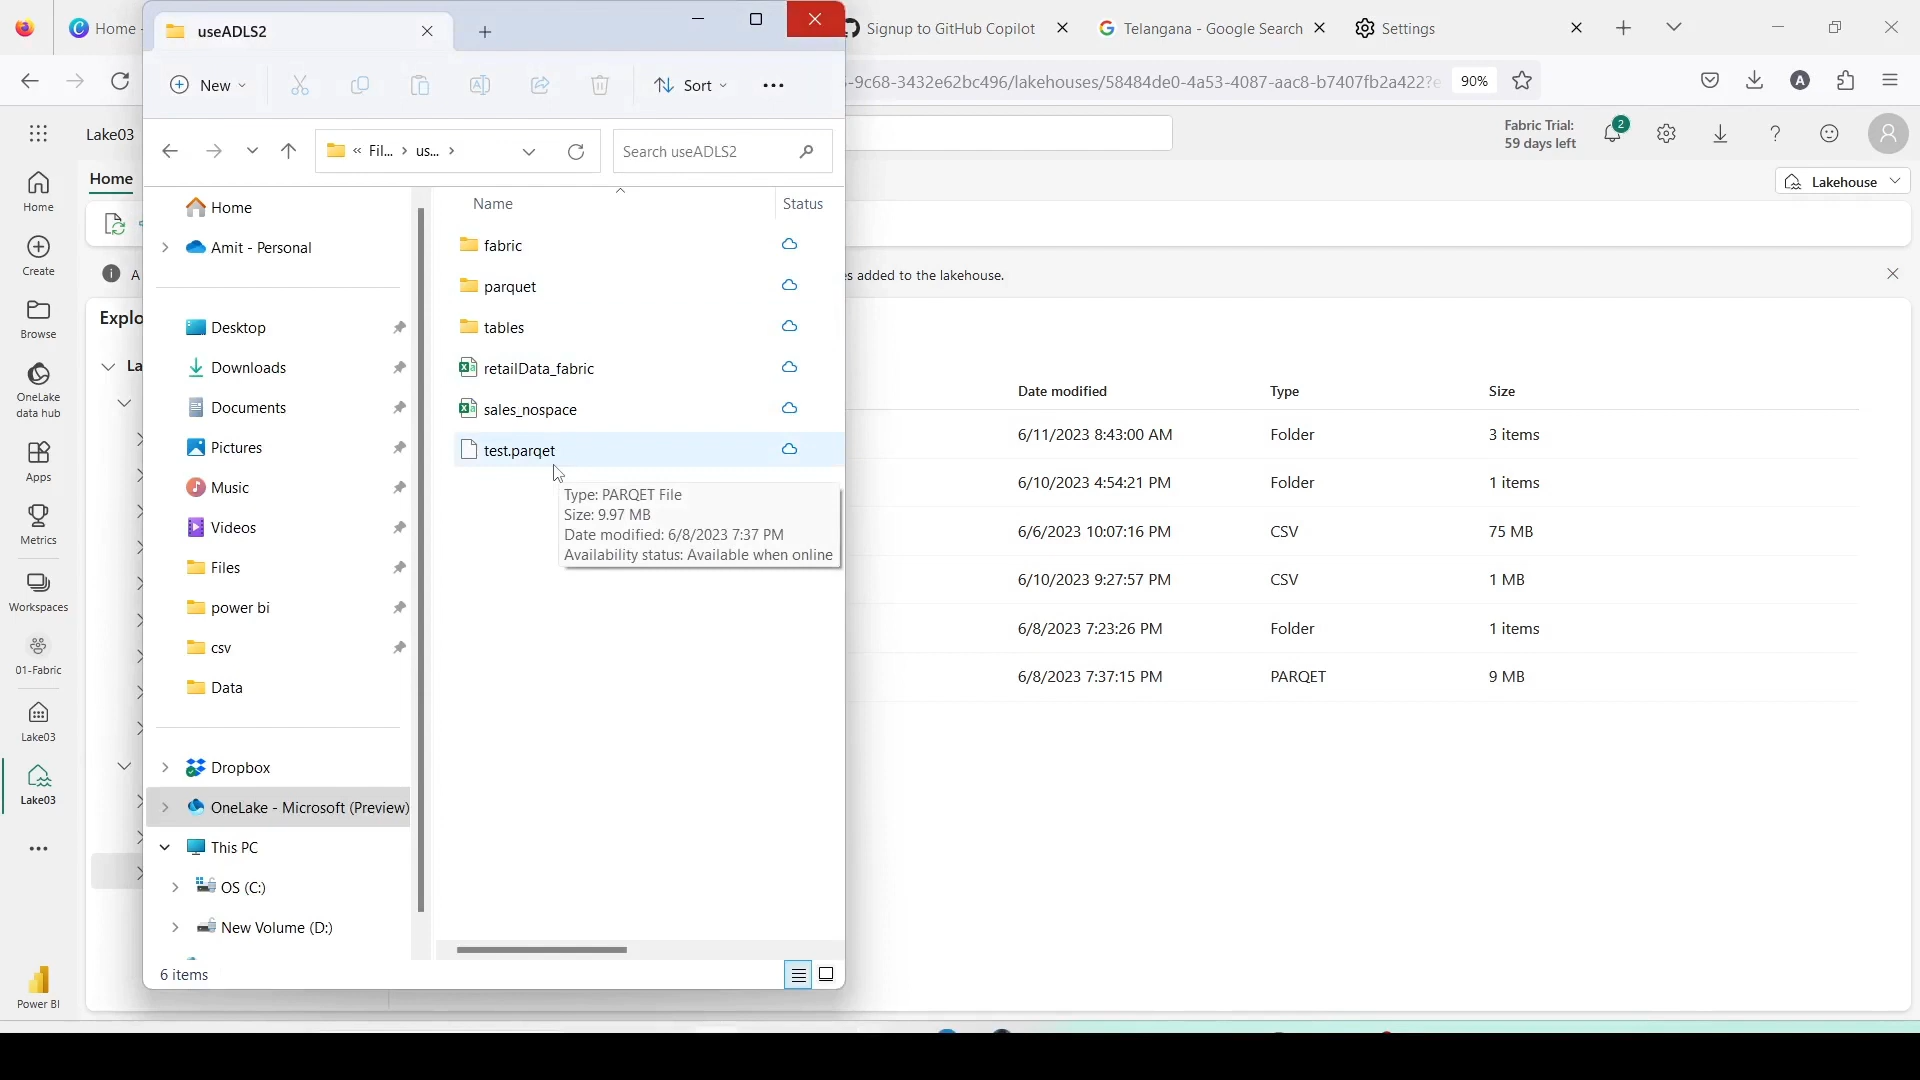 Home -
useADLS2
Signup to GitHub Copilot
Telangana - Google Search
Settings
New
Sort
-9c68-3432e62bc496/lakehouses/58484de0-4a53-4087-aac8-b7407fb2a422?e
90%
A
Lake03
« Fil... > us... >
Search useADLS2
Fabric Trial:
59 days left
2
Home
Lakehouse
Home
Create
Browse
OneLake
data hub
Apps
Metrics
Workspaces
01-Fabric
Lake03
Lake03
Power BI
A
Explo
La
Home
Amit - Personal
Desktop
Downloads
Documents
Pictures
Music
Videos
Files
power bi
csv
Data
Dropbox
OneLake - Microsoft (Preview)
This PC
OS (C:)
New Volume (D:)
6 items
Name
Status
fabric
parquet
tables
retailData_fabric
sales_nospace
test.parqet
Type: PARQET File
Size: 9.97 MB
Date modified: 6/8/2023 7:37 PM
Availability status: Available when online
s added to the lakehouse.
Date modified Type Size
6/11/2023 8:43:00 AM Folder 3 items
6/10/2023 4:54:21 PM Folder 1 items
6/6/2023 10:07:16 PM CSV 75 MB
6/10/2023 9:27:57 PM CSV 1 MB
6/8/2023 7:23:26 PM Folder 1 items
6/8/2023 7:37:15 PM PARQET 9 MB